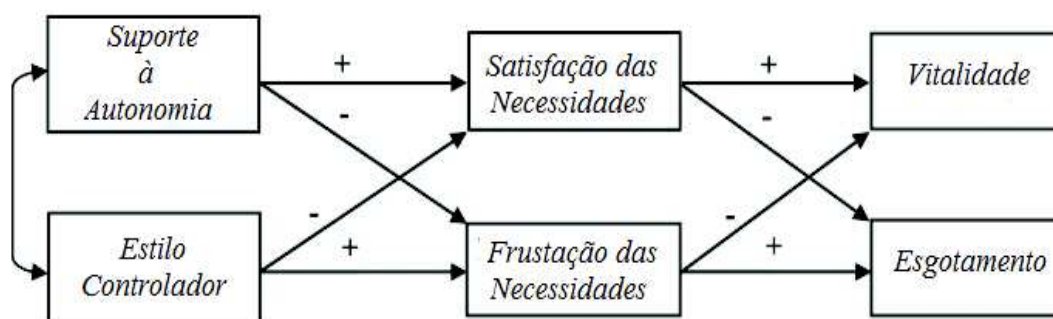 Suporte
à
Autonomia
+
-
Satisfação das
Necessidades
+
-
Vitalidade
Estilo
Controlador
-
+
Frustação das
Necessidades
-
+
Esgotamento